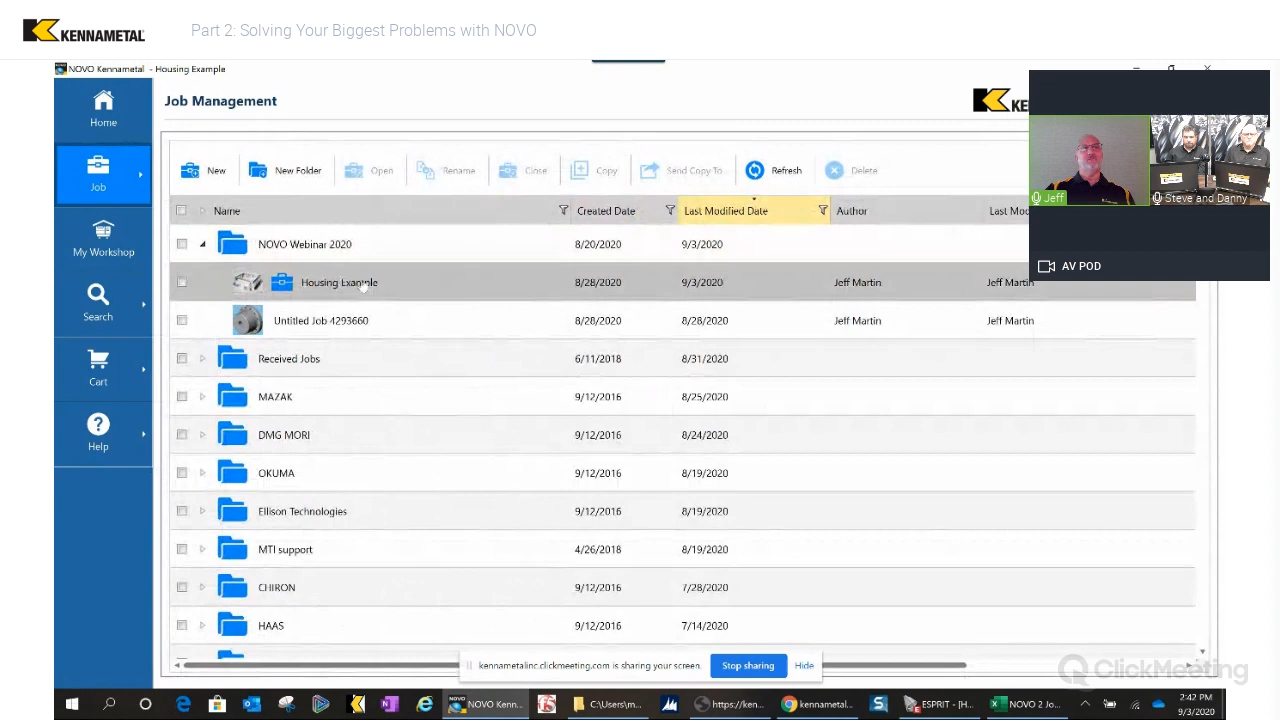 KENNAMETAL Part 2: Solving Your Biggest Problems with NOVO
NOVO Kennametal - Housing Example
Home
Job
My Workshop
Search
Cart
Help
Job Management
New New Folder Open Rename Close Copy Send Copy To Refresh Delete
Name Created Date Last Modified Date Author
NOVO Webinar 2020 8/20/2020 9/3/2020
Housing Example 8/28/2020 9/3/2020 Jeff Martin Jeff Martin
Untitled Job 4293660 8/28/2020 8/28/2020 Jeff Martin Jeff Martin
Received Jobs 6/11/2018 8/31/2020
MAZAK 9/12/2016 8/25/2020
DMG MORI 9/12/2016 8/24/2020
OKUMA 9/12/2016 8/19/2020
Ellison Technologies 9/12/2016 8/19/2020
MTI support 4/26/2018 8/19/2020
CHIRON 9/12/2016 7/28/2020
HAAS 9/12/2016 7/14/2020
Jeff Steve and Danny
AV POD
kennametalinc.clickmeeting.com is sharing your screen. Stop sharing Hide
ClickMeeting
NOVO Kenn... C:\Users\m... https://ken... kennametal... ESPRIT - [H... NOVO 2 Jo...
2:42 PM
9/3/2020